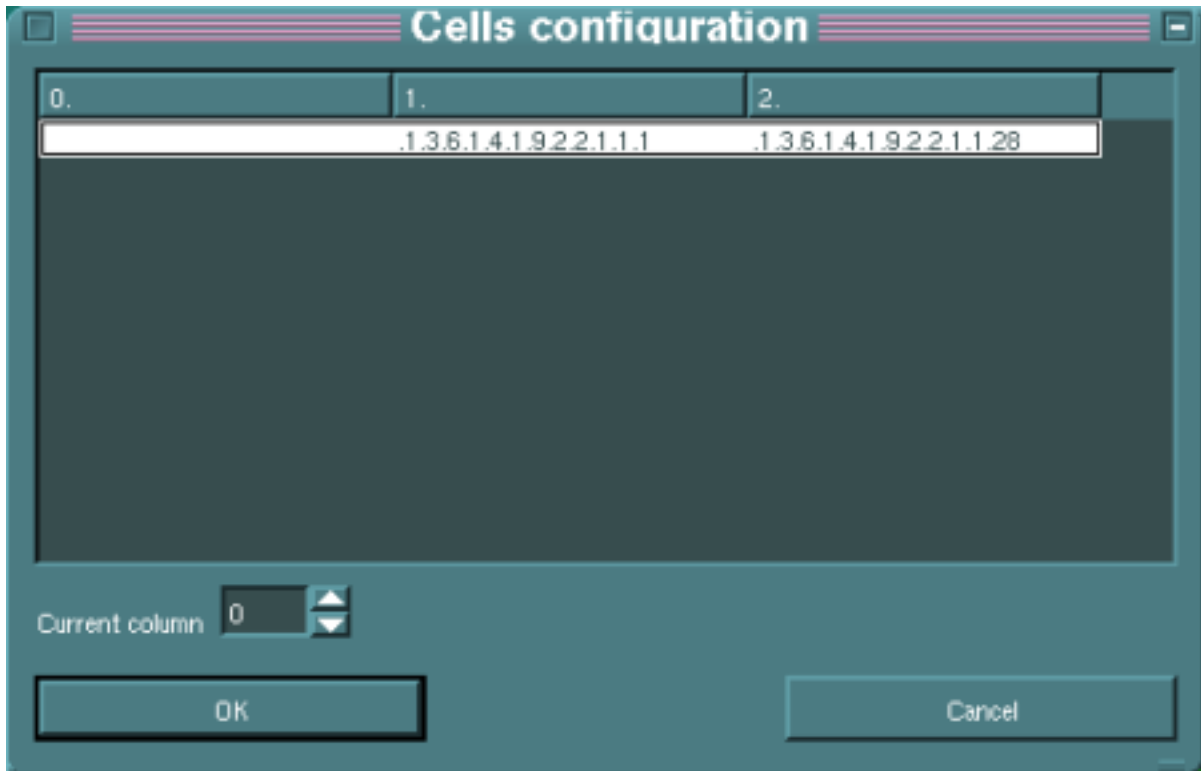 Cells configuration
0. 1. 2.
.1.3.6.1.4.1.9.2.2.1.1.1 .1.3.6.1.4.1.9.2.2.1.1.28
Current column 0
OK Cancel